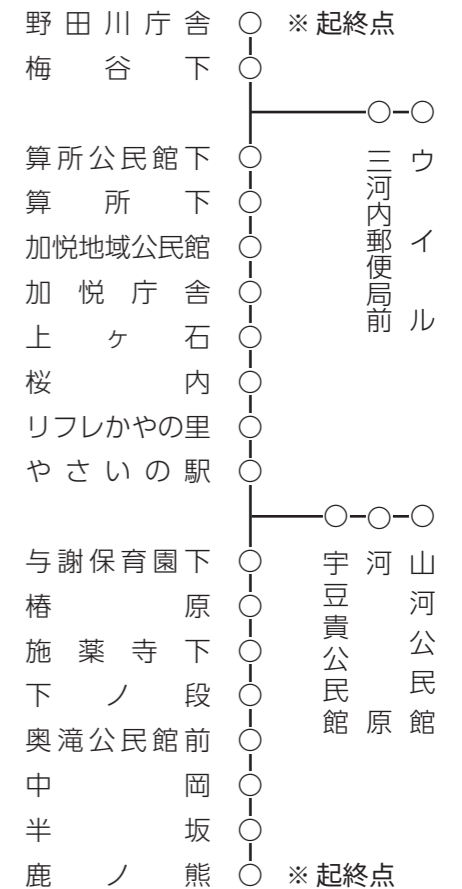 野田川庁舎 ※起終点
梅谷下
三河内郵便局前
ウイル
算所公民館下
算所下
加悦地域公民館
加悦庁舎
上ヶ石
桜内
リフレかやの里
やさいの駅
宇豆貴公民館
河原
山河公民館
与謝保育園下
椿原
施薬寺下
下ノ段
奥滝公民館前
中岡
半坂
鹿ノ熊 ※起終点